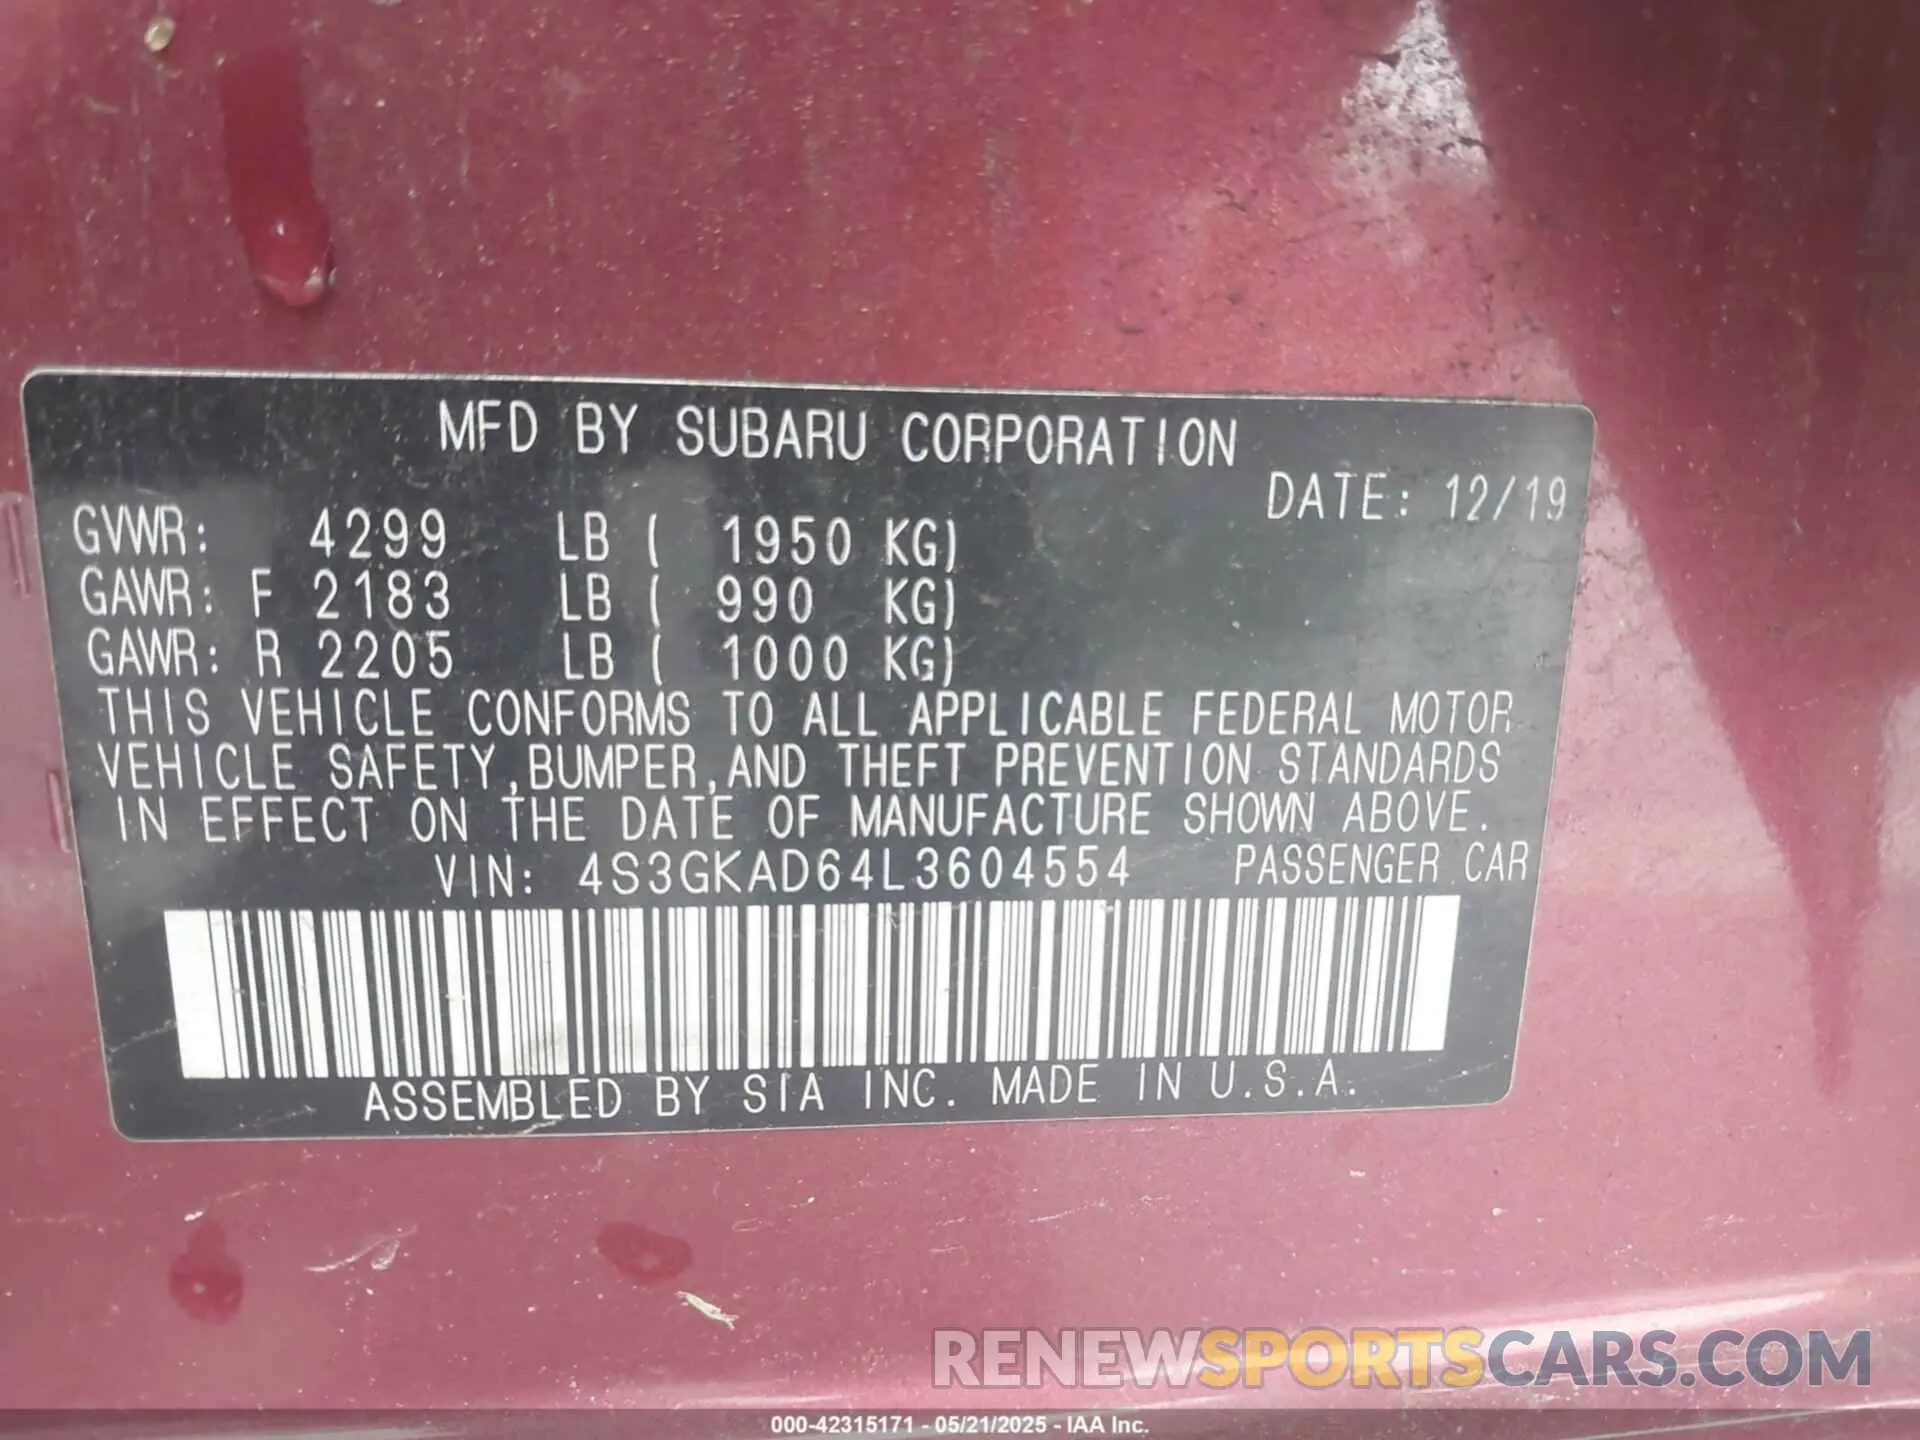 MFD BY SUBARU CORPORATION
DATE: 12/19
GVWR: 4299 LB ( 1950 KG)
GAWR: F 2183 LB ( 990 KG)
GAWR: R 2205 LB ( 1000 KG)
THIS VEHICLE CONFORMS TO ALL APPLICABLE FEDERAL MOTOR
VEHICLE SAFETY,BUMPER,AND THEFT PREVENTION STANDARDS
IN EFFECT ON THE DATE OF MANUFACTURE SHOWN ABOVE.
VIN: 4S3GKAD64L3604554 PASSENGER CAR
ASSEMBLED BY SIA INC. MADE IN U.S.A.
RENEWSPORTSCARS.COM
000-42315171 - 05/21/2025 - IAA Inc.